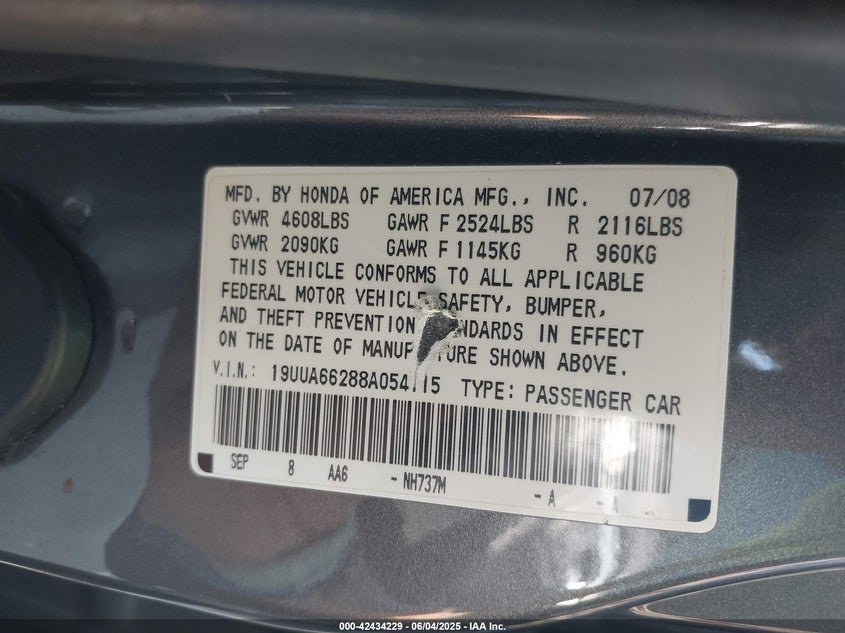 MFD. BY HONDA OF AMERICA MFG., INC. 07/08
GVWR 4608LBS GAWR F 2524LBS R 2116LBS
GVWR 2090KG GAWR F 1145KG R 960KG
THIS VEHICLE CONFORMS TO ALL APPLICABLE
FEDERAL MOTOR VEHICLE SAFETY, BUMPER,
AND THEFT PREVENTION IN EFFECT
ON THE DATE OF SHOWN ABOVE.
V.I.N.: TYPE: PASSENGER CAR
SEP 8 AA6 - NH737M - A -
000-42434229 - 06/04/2025 - IAA Inc.